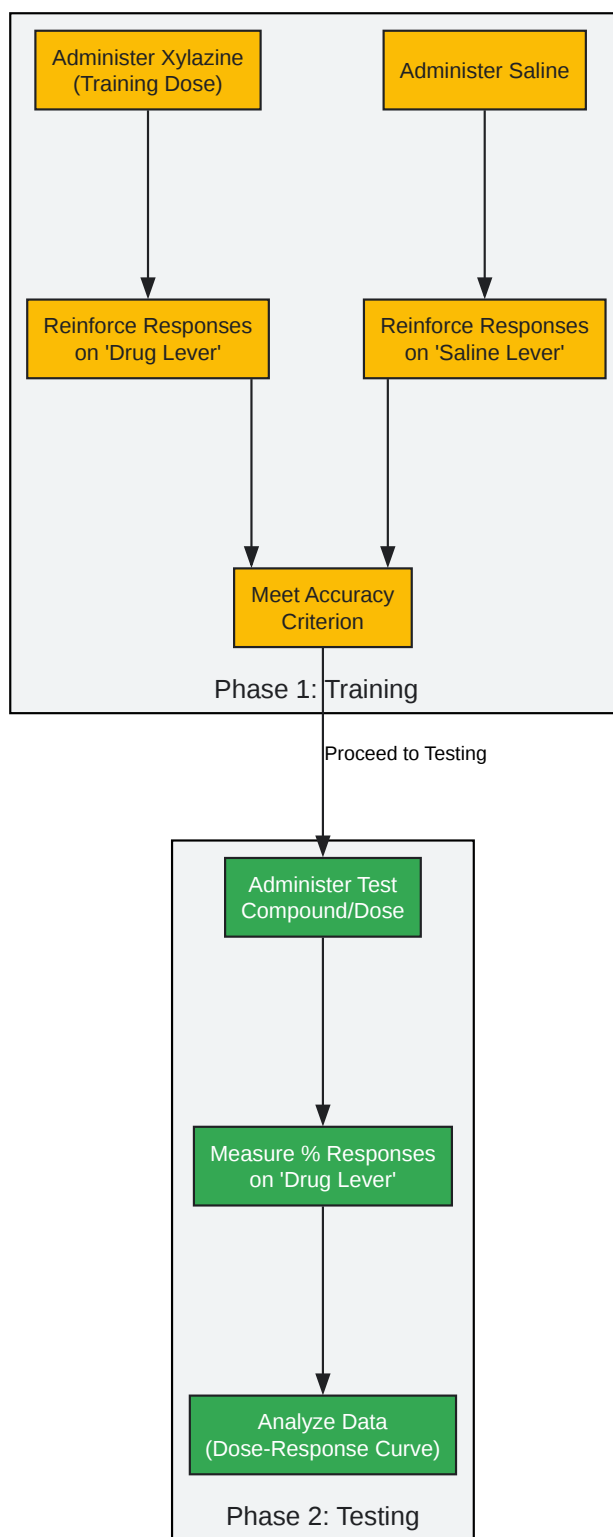 Administer Xylazine
(Training Dose)
Administer Saline
Reinforce Responses
on 'Drug Lever'
Reinforce Responses
on 'Saline Lever'
Meet Accuracy
Criterion
Phase 1: Training
Proceed to Testing
Administer Test
Compound/Dose
Measure % Responses
on 'Drug Lever'
Analyze Data
(Dose-Response Curve)
Phase 2: Testing